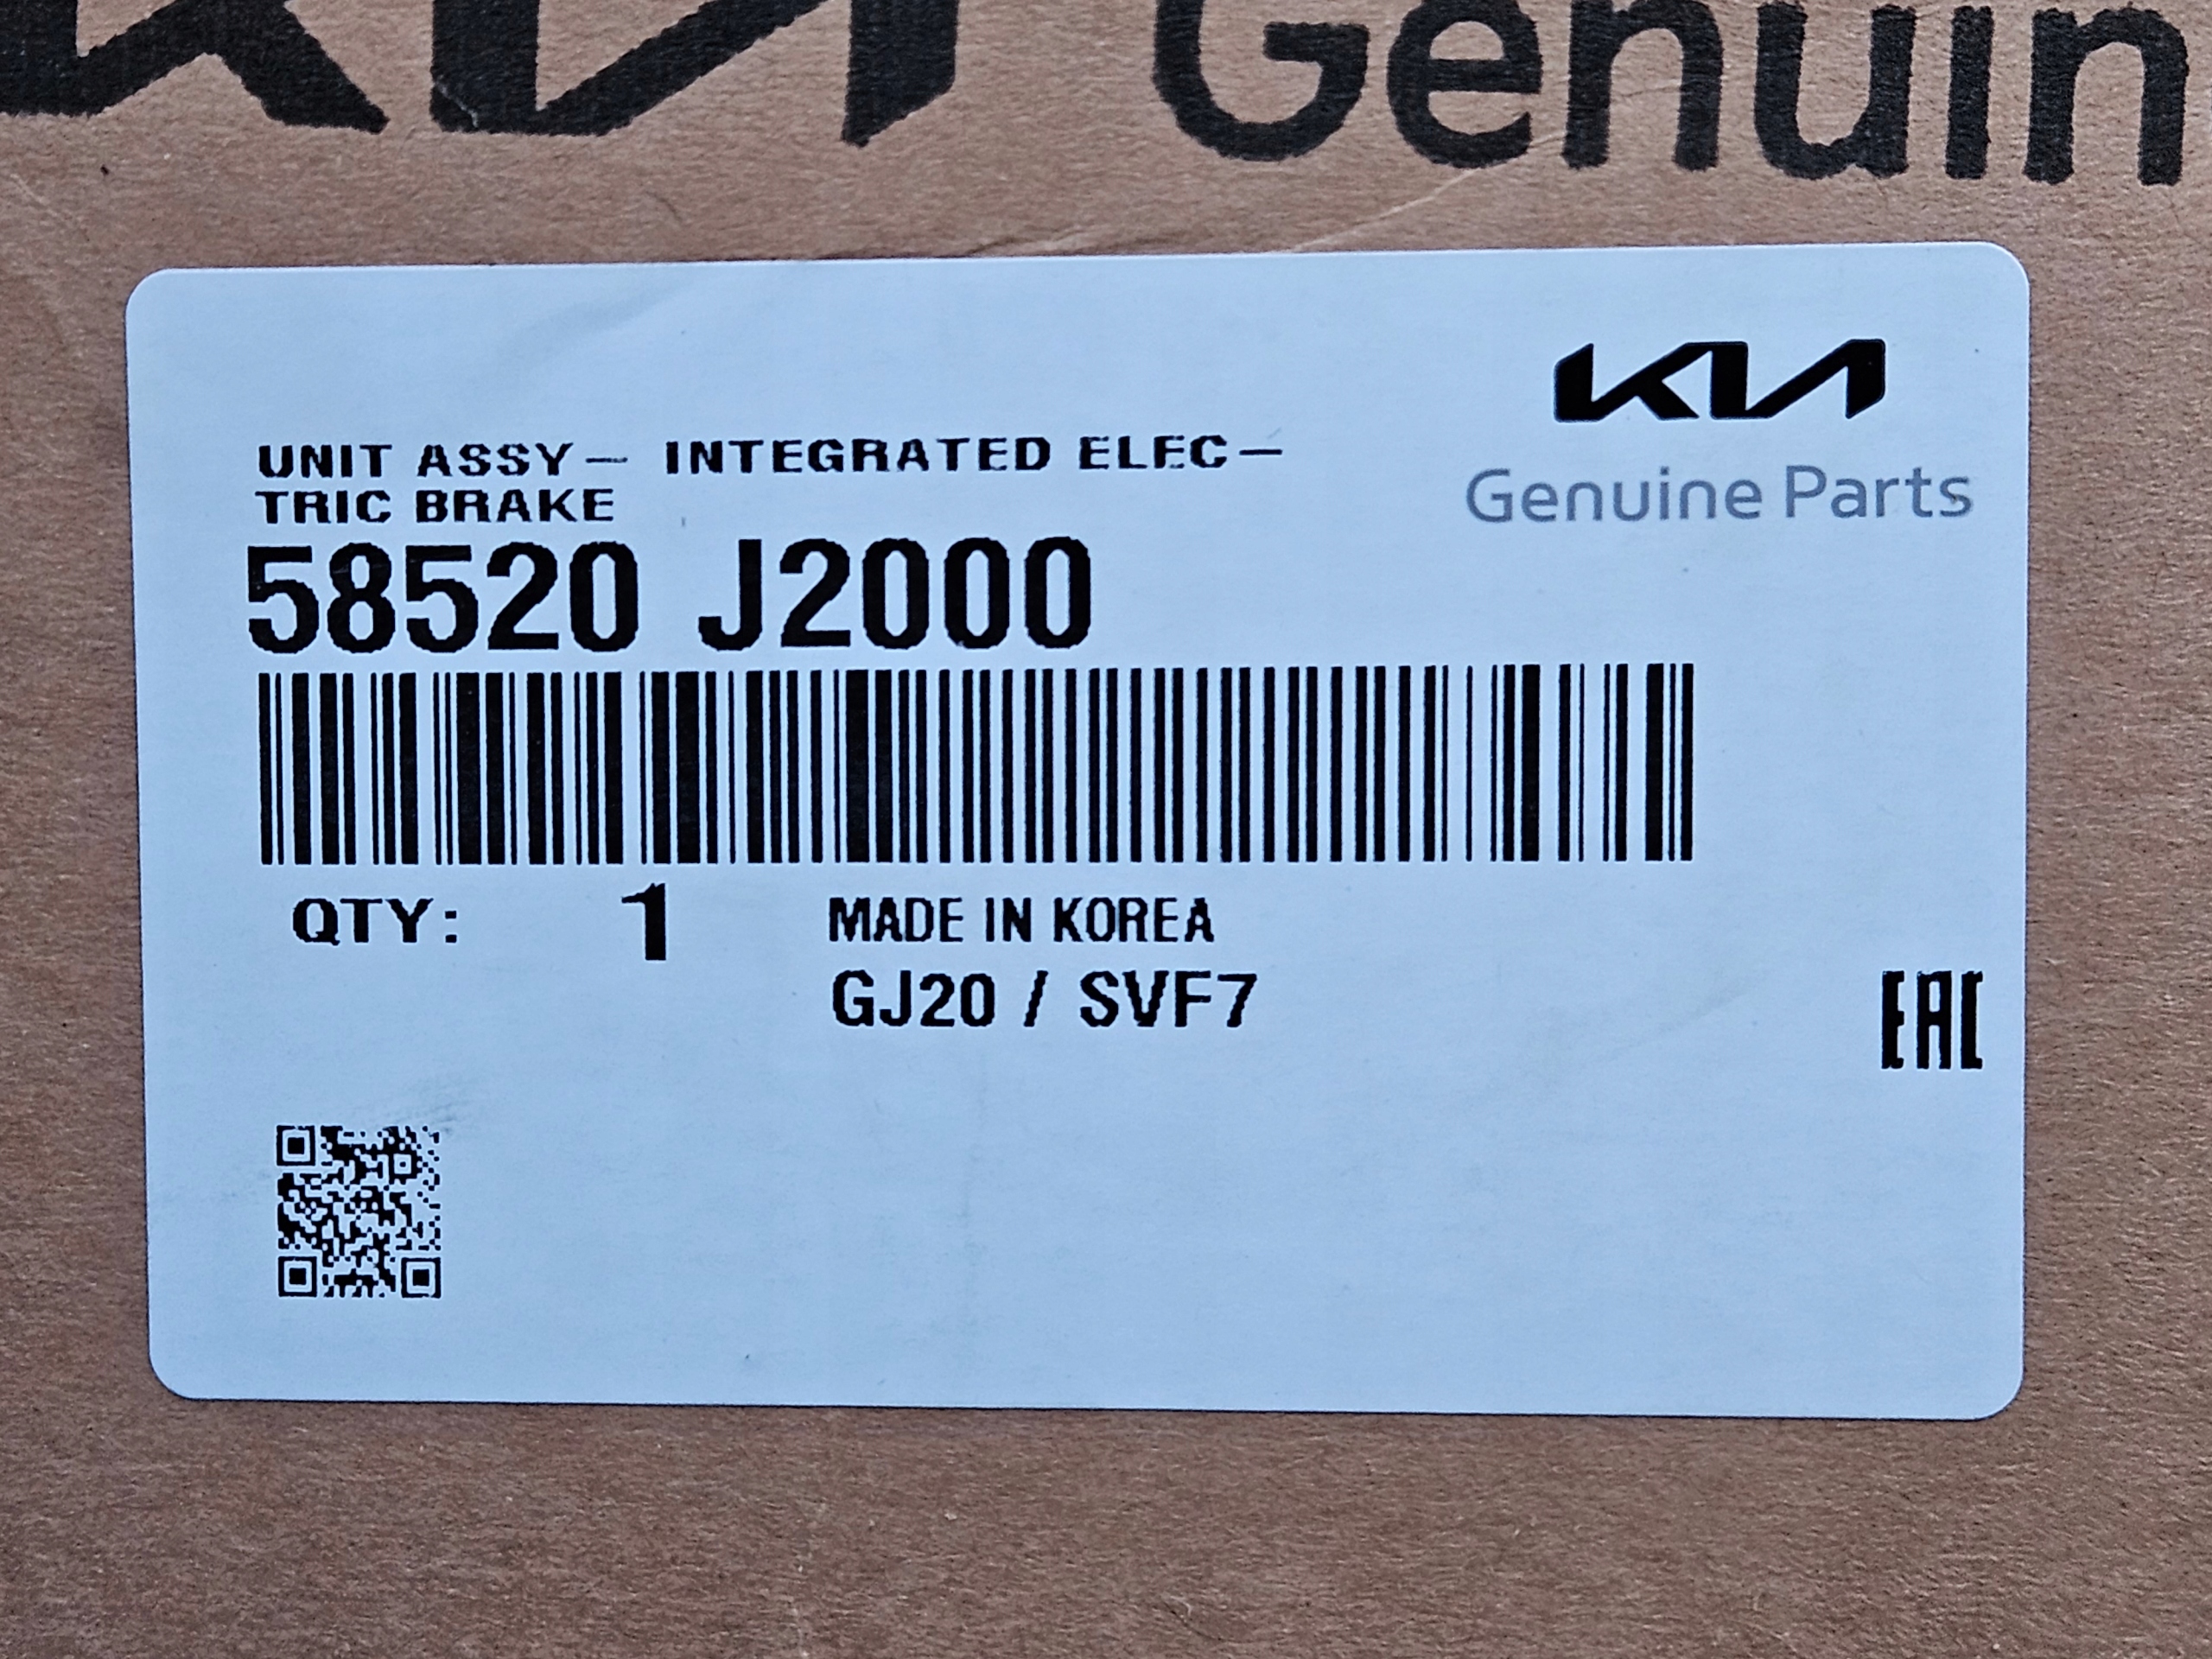 KIA Genuin
KIA
Genuine Parts
UNIT ASSY- INTEGRATED ELEC-
TRIC BRAKE
58520 J2000
QTY: 1 MADE IN KOREA
GJ20 / SVF7
EAC